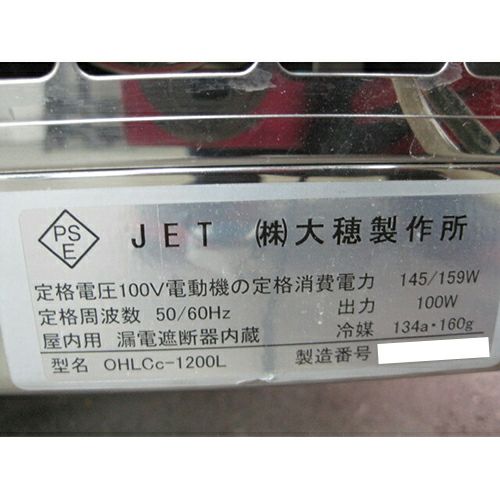 PS
E
JET ㈱大穂製作所
定格電圧100V電動機の定格消費電力 145/159W
定格周波数 50/60Hz 出力 100W
屋内用 漏電遮断器内蔵 冷媒 134a・160g
型名 OHLCc-1200L 製造番号